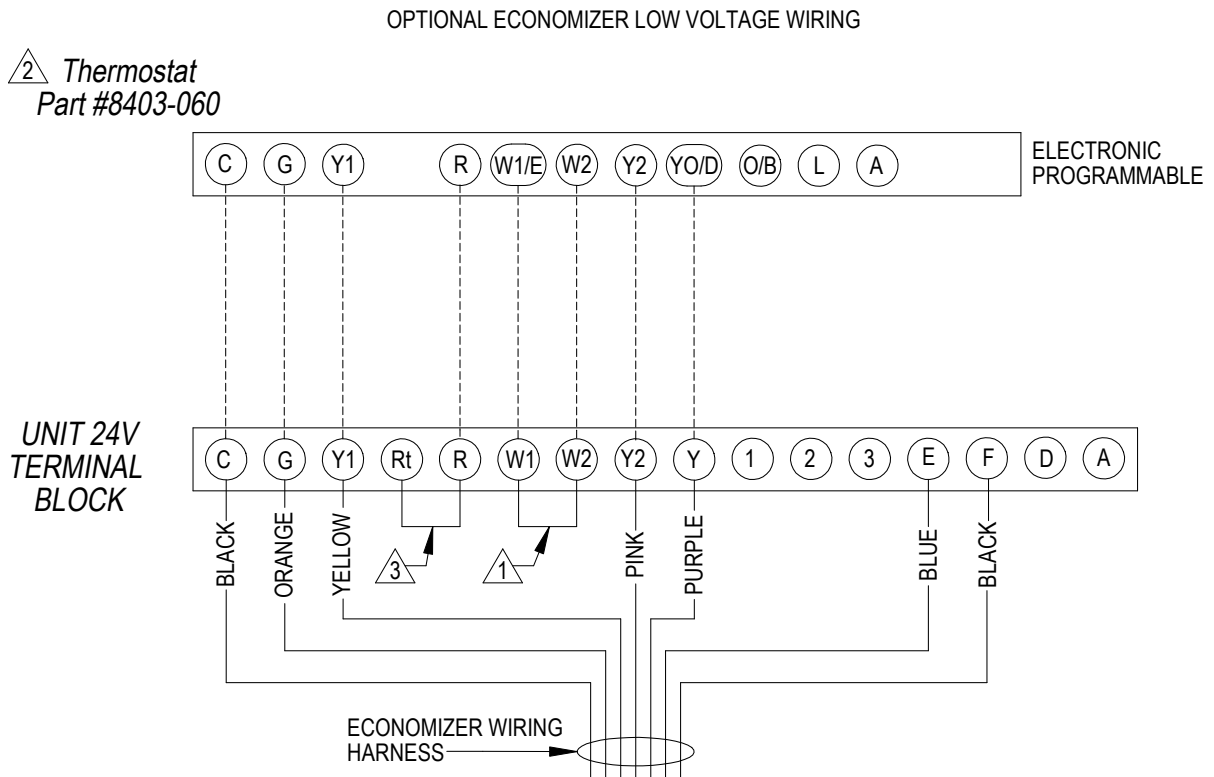 OPTIONAL ECONOMIZER LOW VOLTAGE WIRING
2 Thermostat
Part #8403-060
C G Y1 R W1/E W2 Y2 YO/D O/B L A
ELECTRONIC
PROGRAMMABLE
UNIT 24V
TERMINAL
BLOCK
C G Y1 Rt R W1 W2 Y2 Y 1 2 3 E F D A
BLACK
ORANGE
YELLOW
3
1
PINK
PURPLE
BLUE
BLACK
ECONOMIZER WIRING
HARNESS